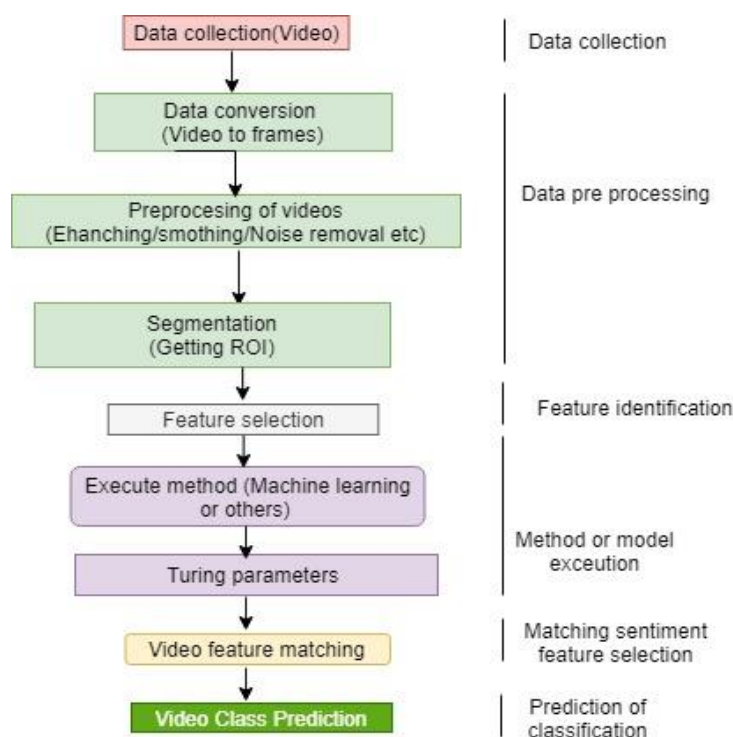 Data collection(Video)
Data collection
Data conversion
(Video to frames)
Data pre processing
Preprocesing of videos
(Ehanching/smothing/Noise removal etc)
Segmentation
(Getting ROI)
Feature selection
Feature identification
Execute method (Machine learning
or others)
Method or model
exceution
Turing parameters
Video feature matching
Matching sentiment
feature selection
Video Class Prediction
Prediction of
classification